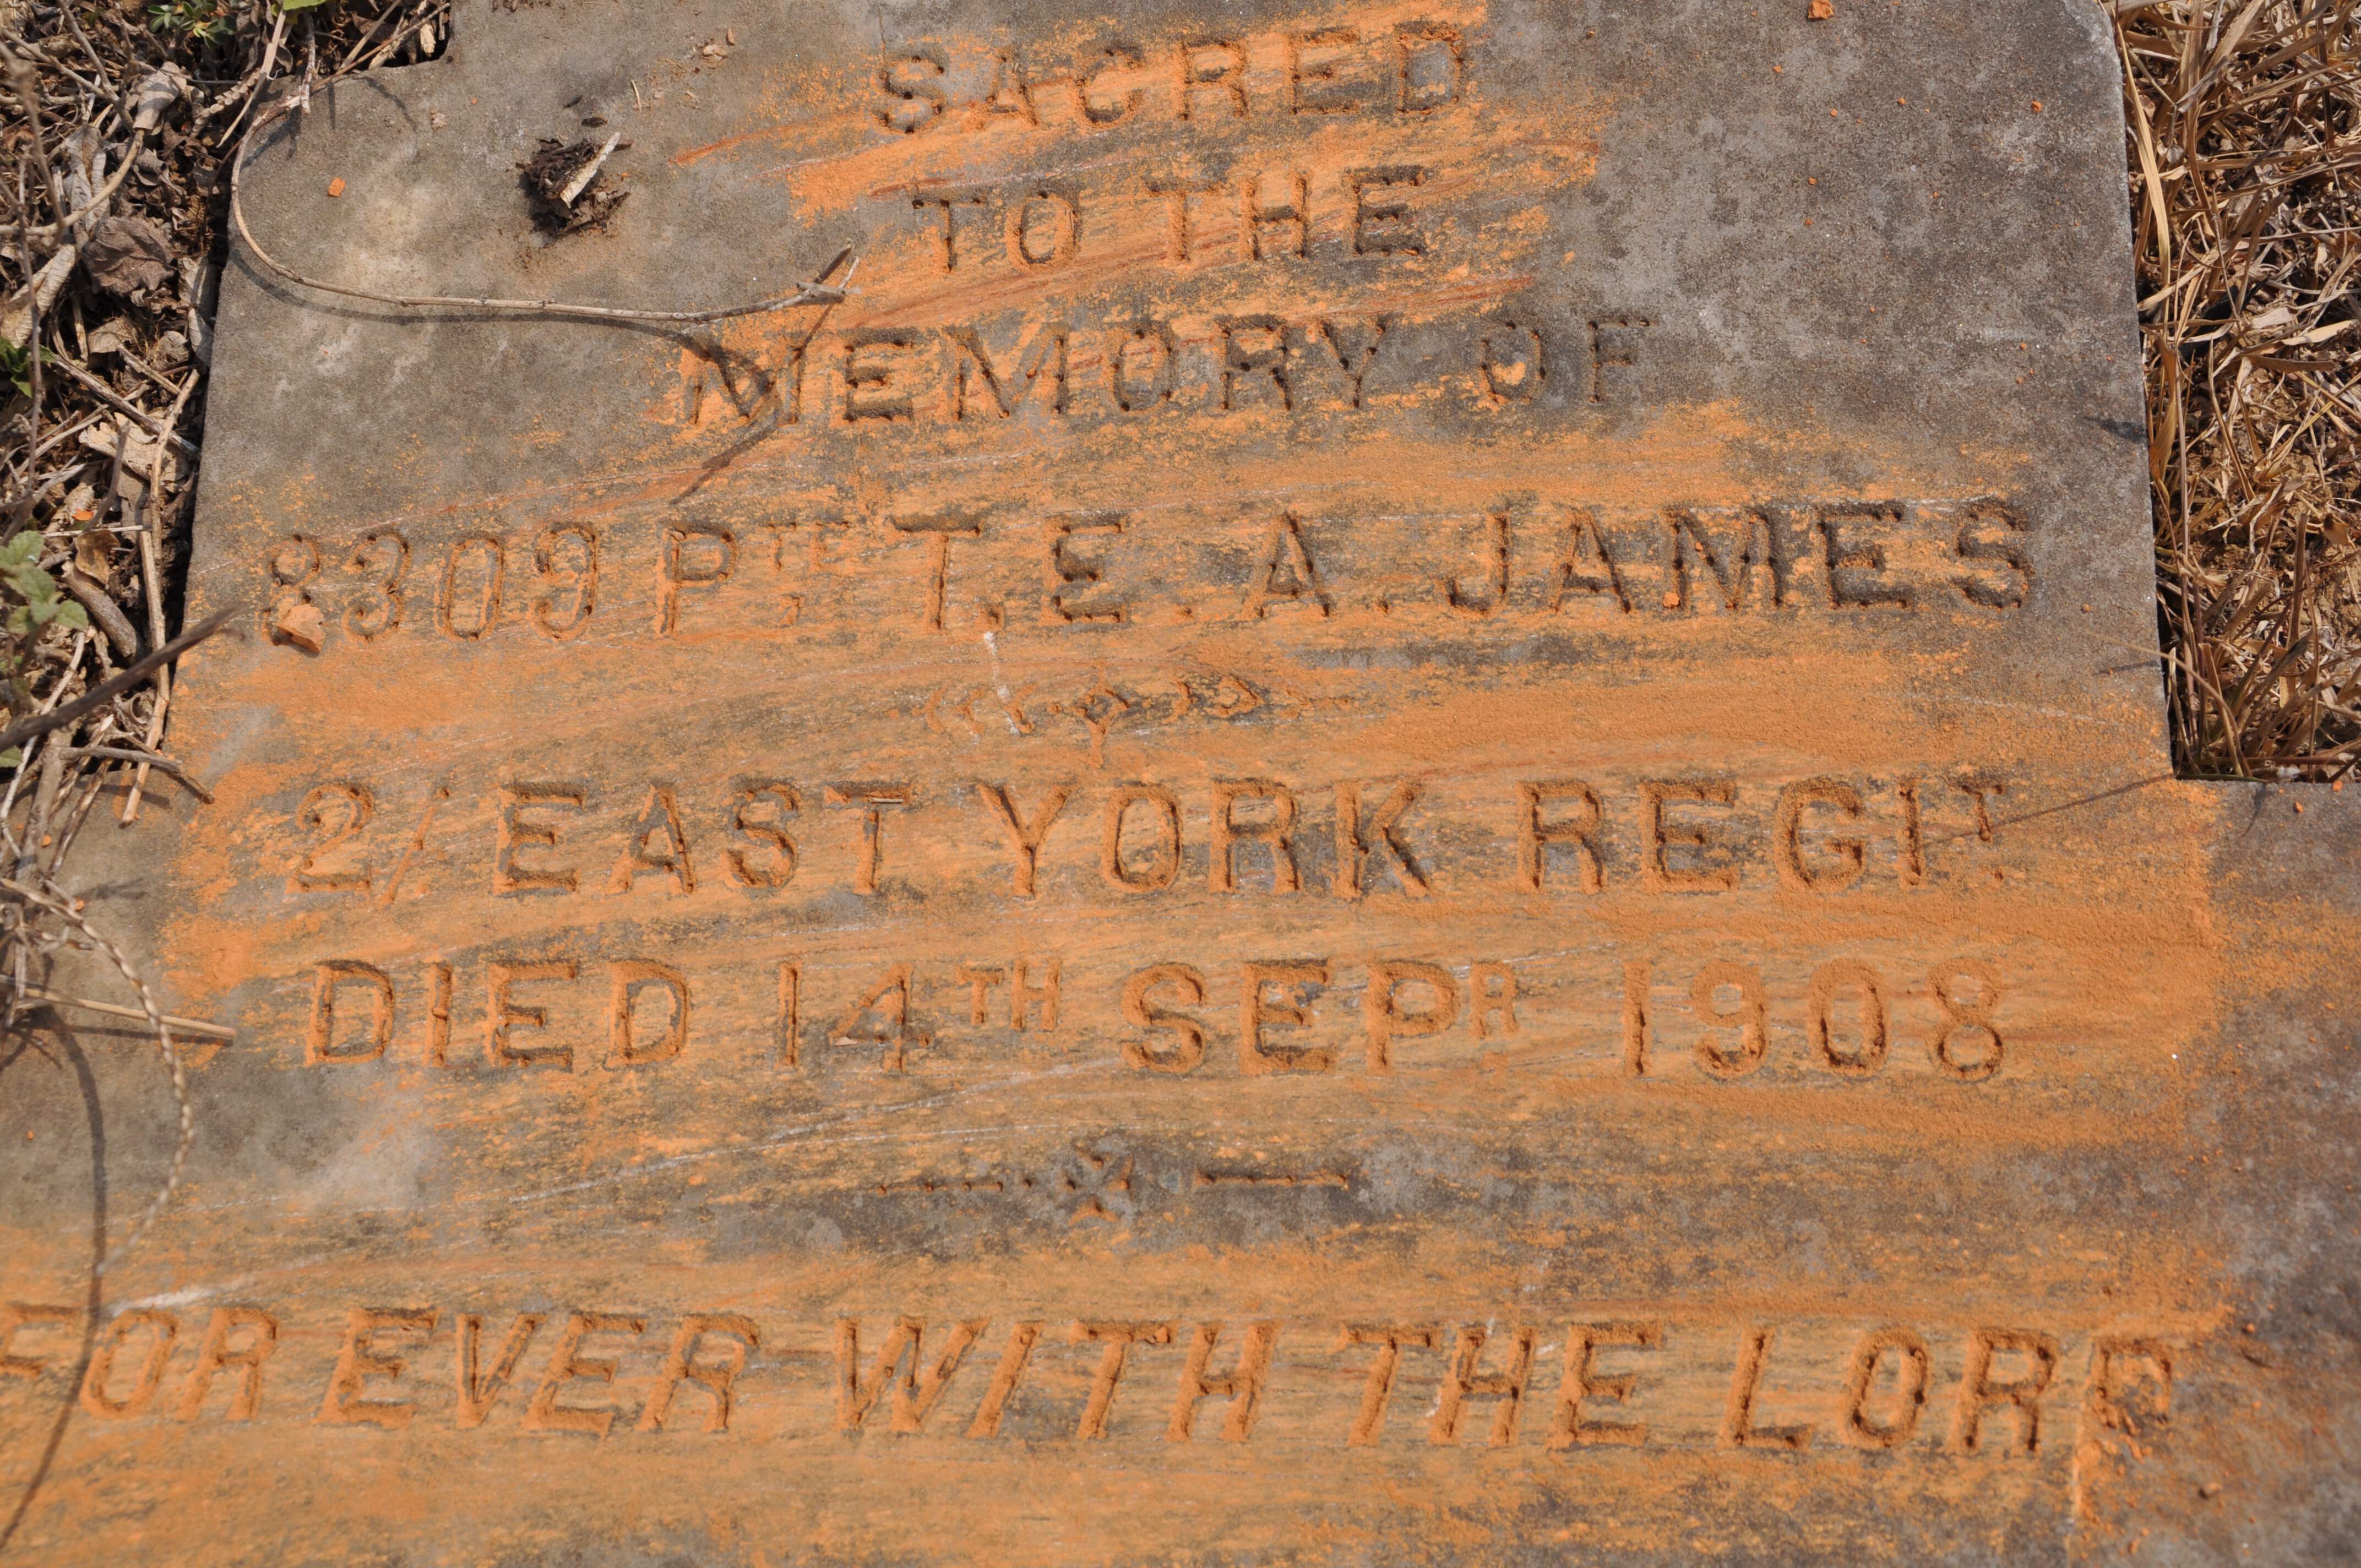 SACRED
TO THE
MEMORY OF
8309 PTE T. E. A. JAMES
2/ EAST YORK REGIT.
DIED 14TH SEPR 1908
FOR EVER WITH THE LORD